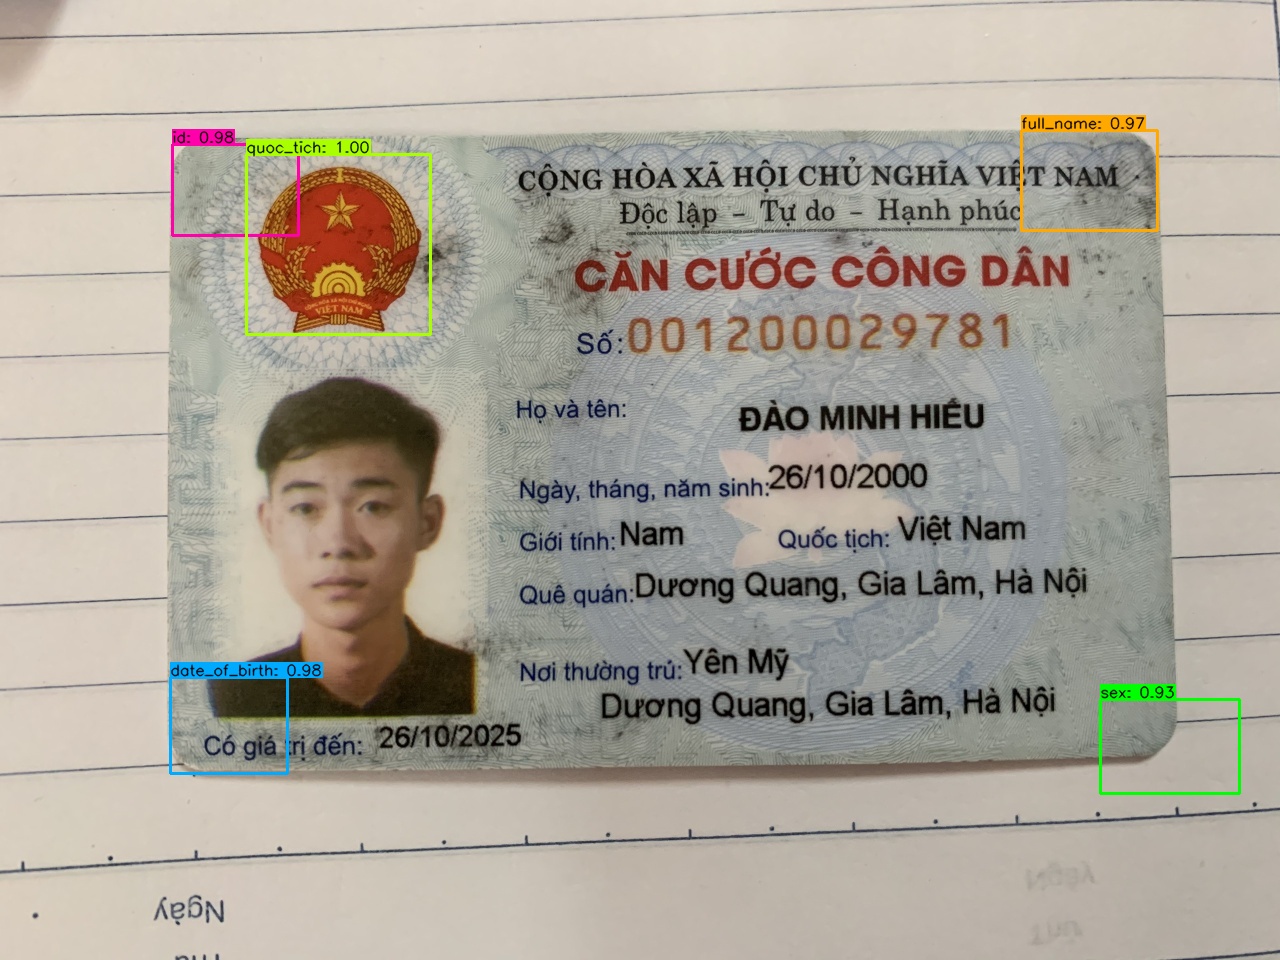 id: 0.98
quoc_tich: 1.00
full_name: 0.97
CỘNG HÒA XÃ HỘI CHỦ NGHĨA VIỆT NAM
Độc lập - Tự do - Hạnh phúc
CĂN CƯỚC CÔNG DÂN
VIỆT NAM
Số: 001200029781
Họ và tên: ĐÀO MINH HIẾU
Ngày, tháng, năm sinh: 26/10/2000
Giới tính: Nam Quốc tịch: Việt Nam
Quê quán: Dương Quang, Gia Lâm, Hà Nội
Nơi thường trú: Yên Mỹ
Dương Quang, Gia Lâm, Hà Nội
date_of_birth: 0.98
sex: 0.93
Có giá trị đến: 26/10/2025
Ngày